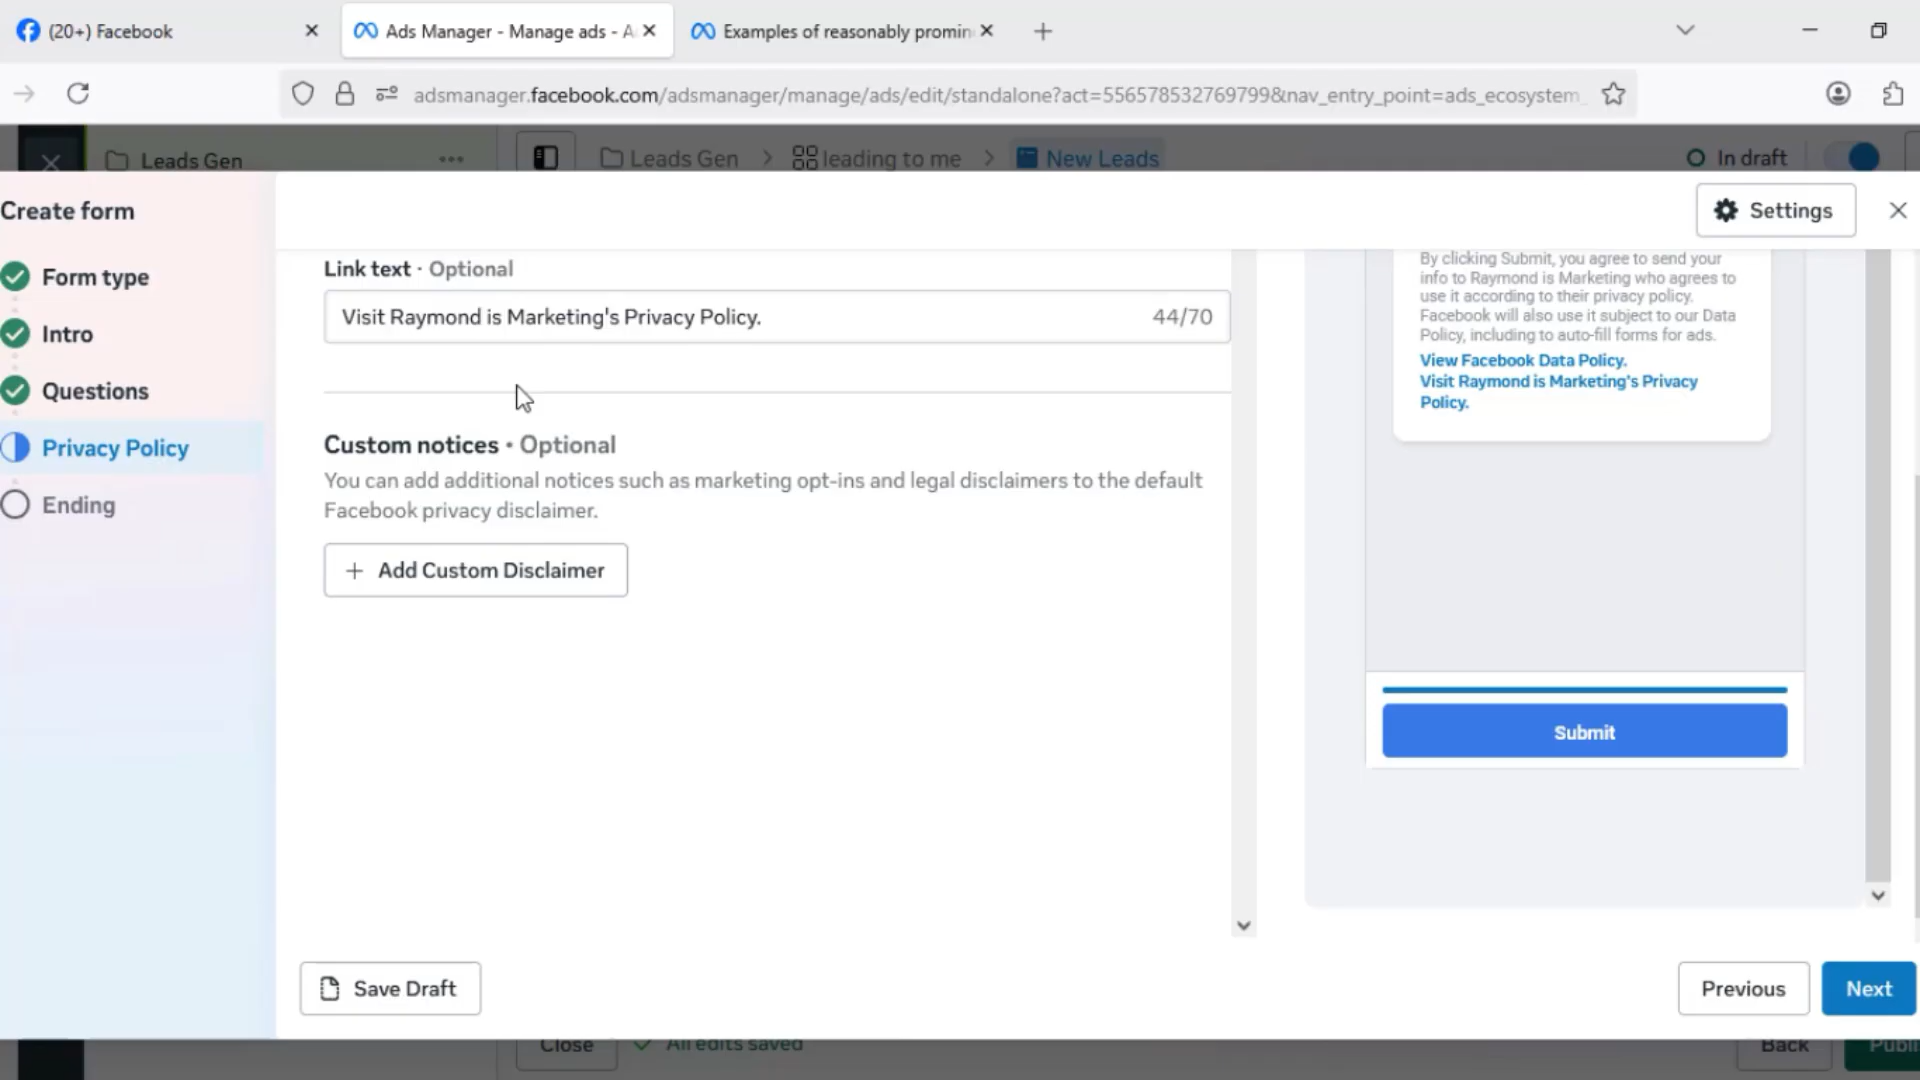 (20+) Facebook
Ads Manager - Manage ads - A
Examples of reasonably promin
adsmanager.facebook.com/adsmanager/manage/ads/edit/standalone?act=556578532769799&nav_entry_point=ads_ecosystem_
Leads Gen
Leads Gen > leading to me > New Leads
In draft
Create form
Settings
Form type
Intro
Questions
Privacy Policy
Ending
Link text · Optional
Visit Raymond is Marketing's Privacy Policy.
44/70
Custom notices • Optional
You can add additional notices such as marketing opt-ins and legal disclaimers to the default
Facebook privacy disclaimer.
+ Add Custom Disclaimer
By clicking Submit, you agree to send your
info to Raymond is Marketing who agrees to
use it according to their privacy policy.
Facebook will also use it subject to our Data
Policy, including to auto-fill forms for ads.
View Facebook Data Policy.
Visit Raymond is Marketing's Privacy
Policy.
Submit
Save Draft
Previous
Next
Close
All edits saved
Back
Publi